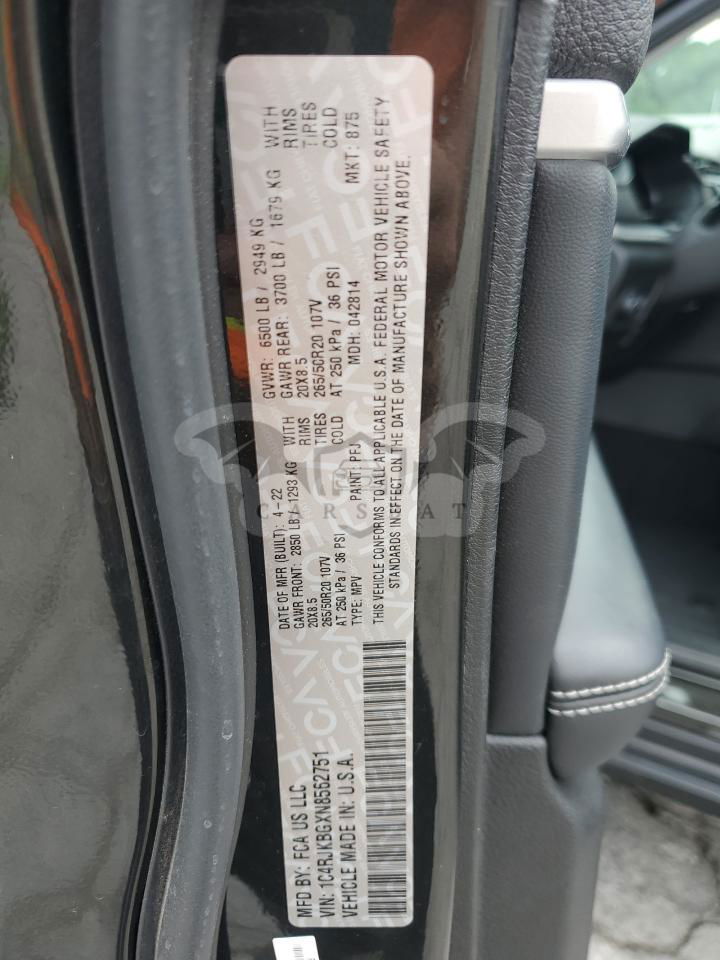 MFD BY: FCA US LLC
DATE OF MFR (BUILT): 4-22
GVWR: 6500 LB / 2949 KG
GAWR FRONT: 2850 LB / 1293 KG WITH
GAWR REAR: 3700 LB / 1679 KG WITH
20X8.5 RIMS
20X8.5 RIMS
265/50R20 107V TIRES
265/50R20 107V TIRES
AT 250 kPa / 36 PSI COLD
AT 250 kPa / 36 PSI COLD
VIN: 1C4RJKBGXN8562751
TYPE: MPV PAINT: PFJ MDH: 042814 MKT: 875
VEHICLE MADE IN: U.S.A.
THIS VEHICLE CONFORMS TO ALL APPLICABLE U.S.A. FEDERAL MOTOR VEHICLE SAFETY
STANDARDS IN EFFECT ON THE DATE OF MANUFACTURE SHOWN ABOVE.